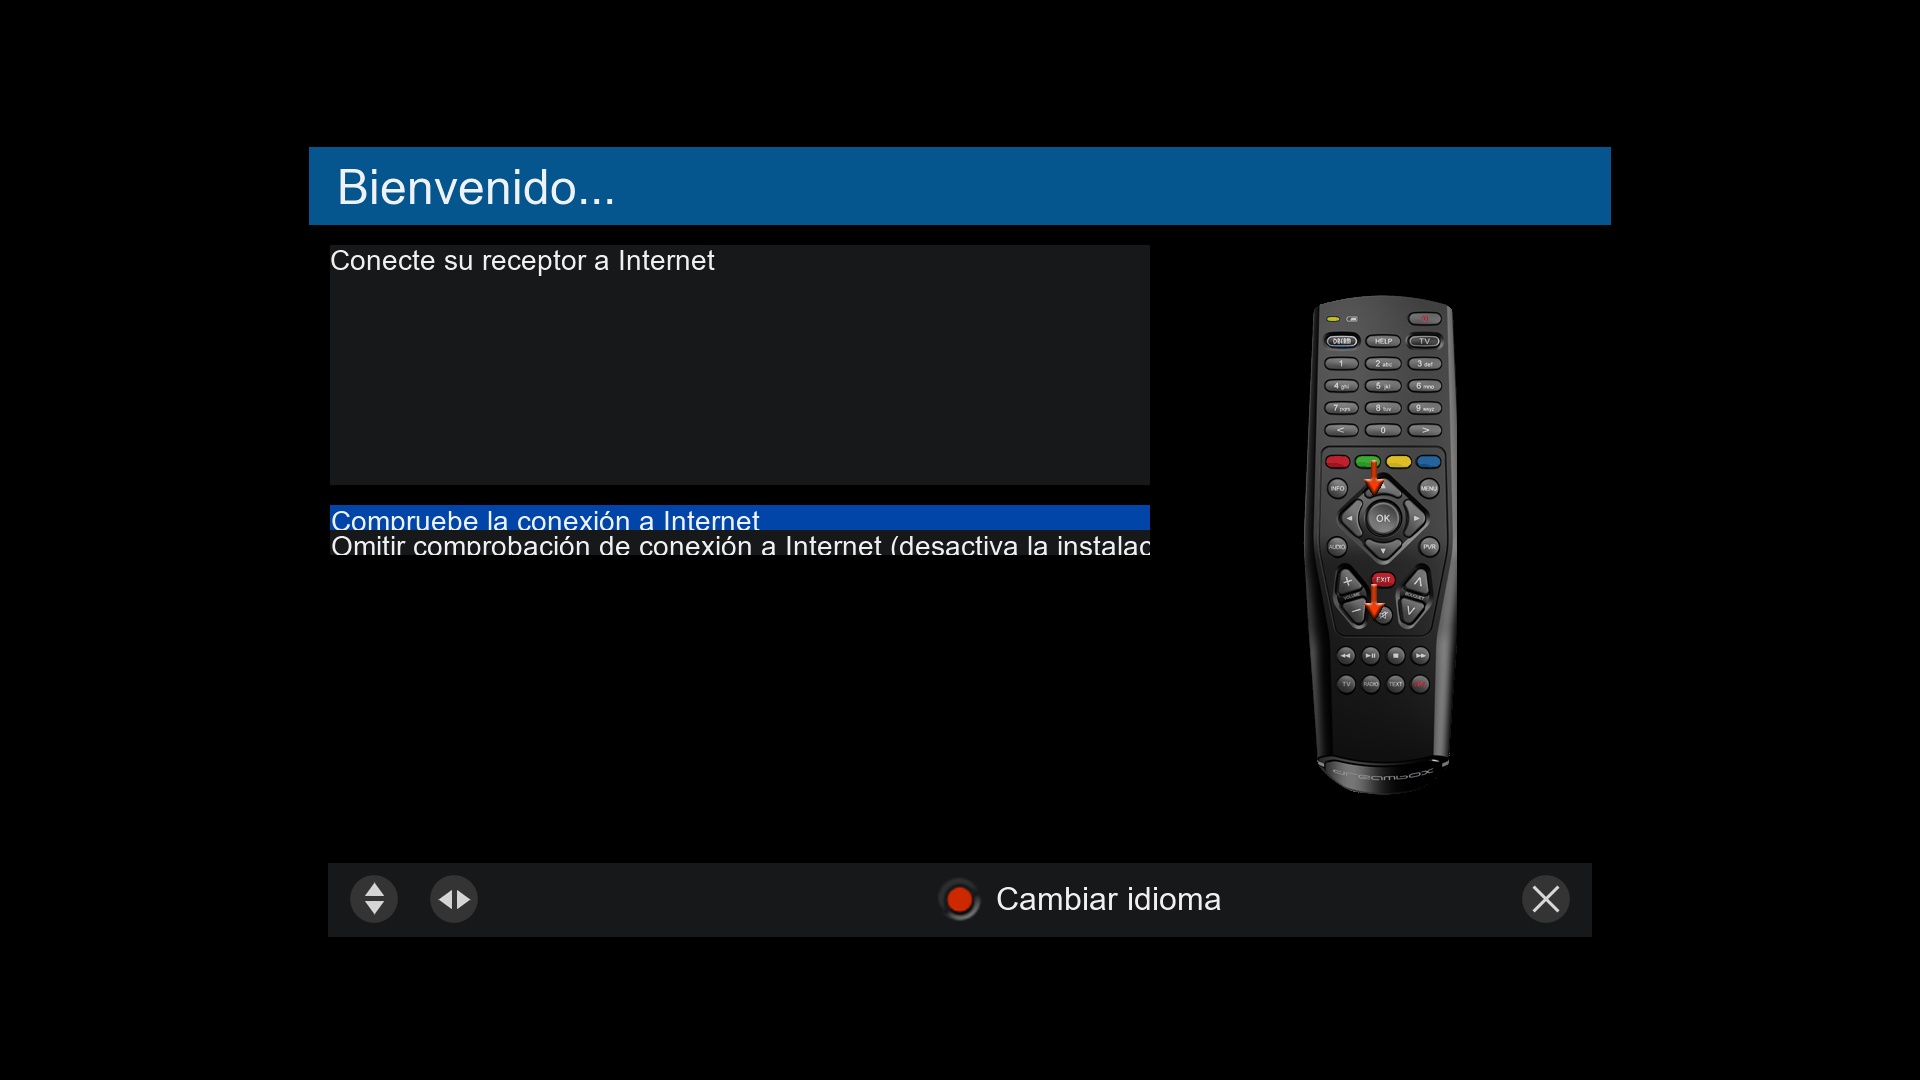 Bienvenido...
Conecte su receptor a Internet
Compruebe la conexión a Internet
Omitir comprobación de conexión a Internet (desactiva la instalac
HELP TV
1 2 abc 3 def
4 ghi 5 jkl 6 mno
7 pqrs 8 tuv 9 wxyz
< 0 >
INFO MENU
OK
AUDIO PVR
EXIT
VOLUME BOUQUET
TV RADIO TEXT
dreambox
Cambiar idioma